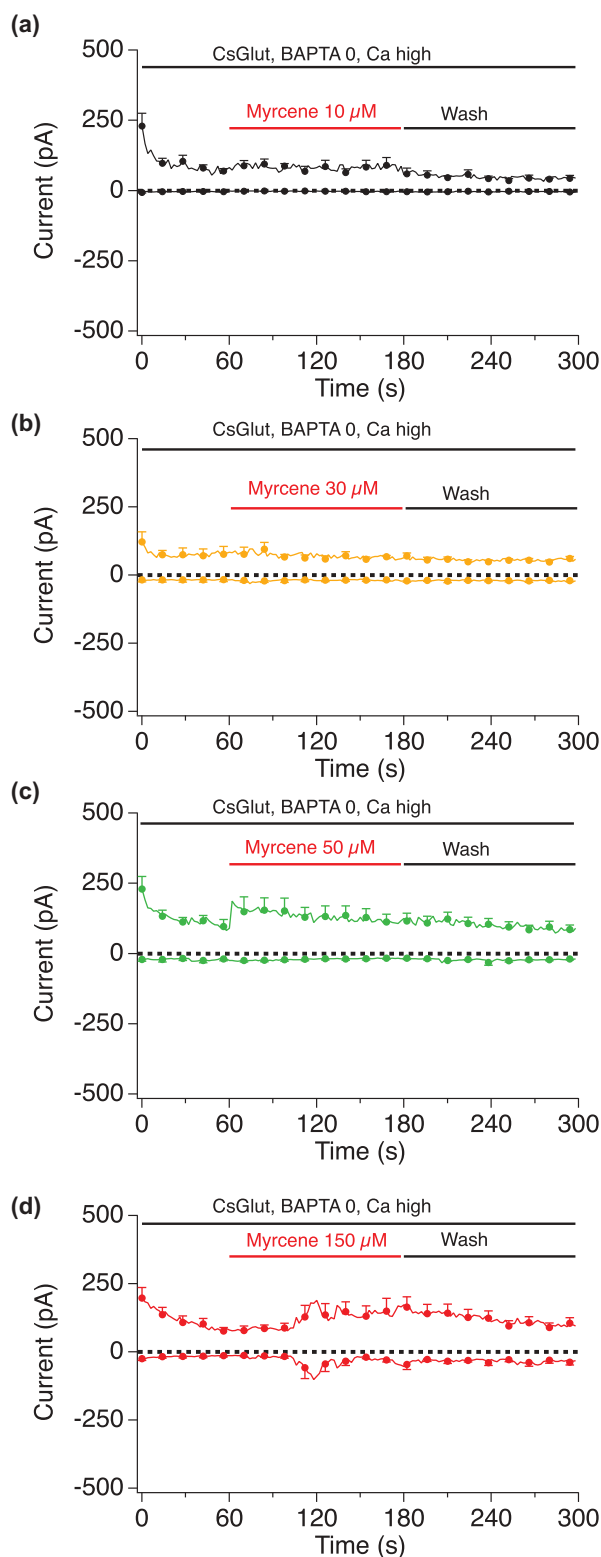 (a)
500
CsGlut, BAPTA 0, Ca high
250
Myrcene 10 µM
Wash
0
-250
-500
Current (pA)
0 60 120 180 240 300
Time (s)
(b)
500
CsGlut, BAPTA 0, Ca high
250
Myrcene 30 µM
Wash
0
-250
-500
Current (pA)
0 60 120 180 240 300
Time (s)
(c)
500
CsGlut, BAPTA 0, Ca high
Myrcene 50 µM
Wash
250
0
-250
-500
Current (pA)
0 60 120 180 240 300
Time (s)
(d)
500
CsGlut, BAPTA 0, Ca high
Myrcene 150 µM
Wash
250
0
-250
-500
Current (pA)
0 60 120 180 240 300
Time (s)